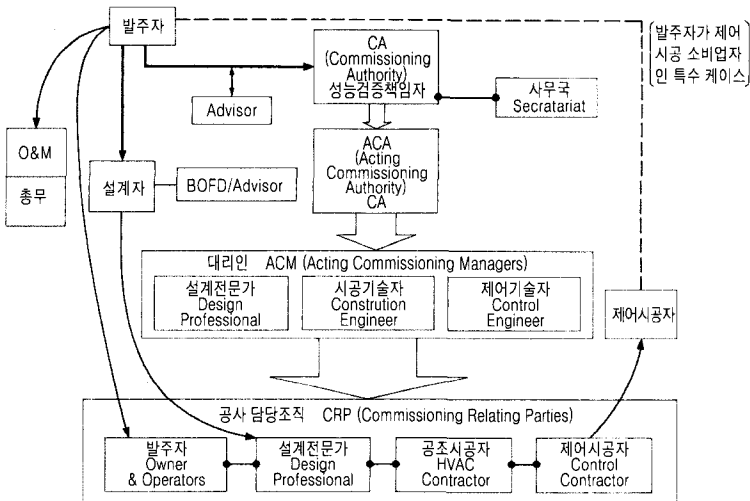 발주자
CA
(Commissioning
Authority)
성능검증책임자
발주자가 제어
시공 소비업자
인 특수 케이스
Advisor
사무국
Secratariat
O&M
총무
설계자
BOFD/Advisor
ACA
(Acting
Commissioning
Authority)
CA
대리인 ACM (Acting Commissioning Managers)
설계전문가
Design
Professional
시공기술자
Constrution
Engineer
제어기술자
Control
Engineer
제어시공자
공사 담당조직 CRP (Commissioning Relating Parties)
발주자
Owner
& Operators
설계전문가
Design
Professional
공조시공자
HVAC
Contractor
제어시공자
Control
Contractor